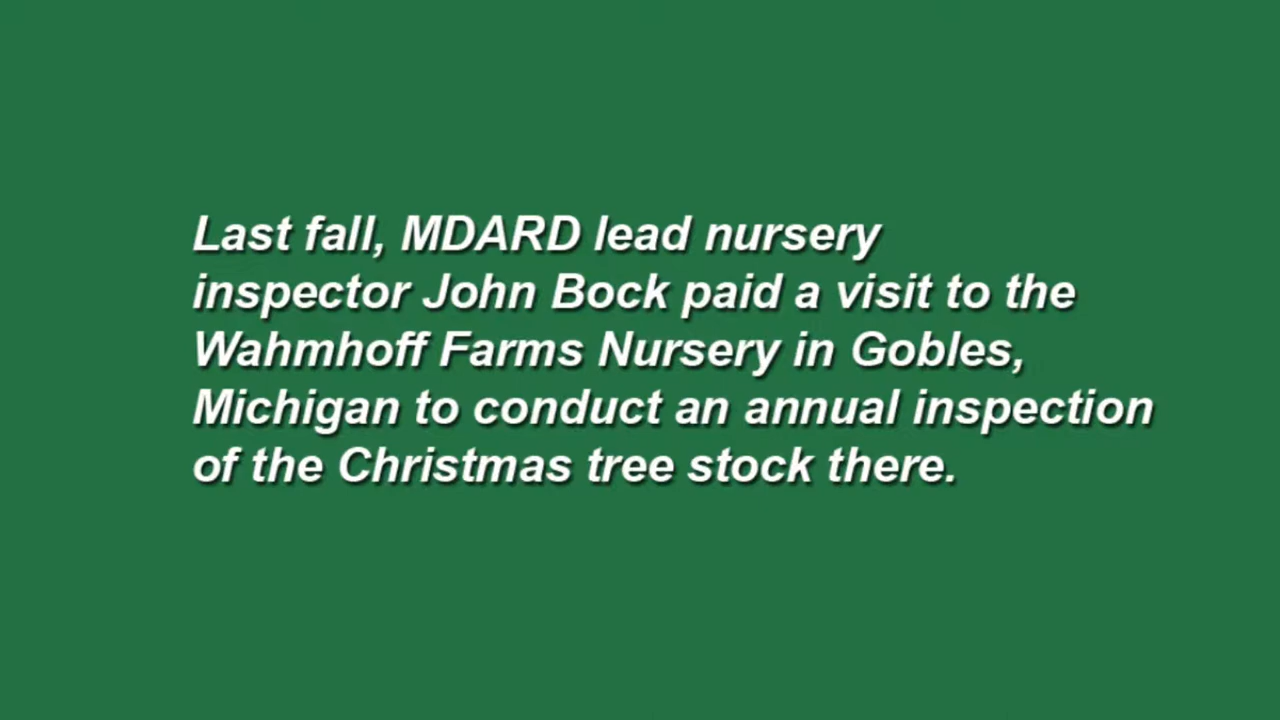 Last fall, MDARD lead nursery
inspector John Bock paid a visit to the
Wahmhoff Farms Nursery in Gobles,
Michigan to conduct an annual inspection
of the Christmas tree stock there.